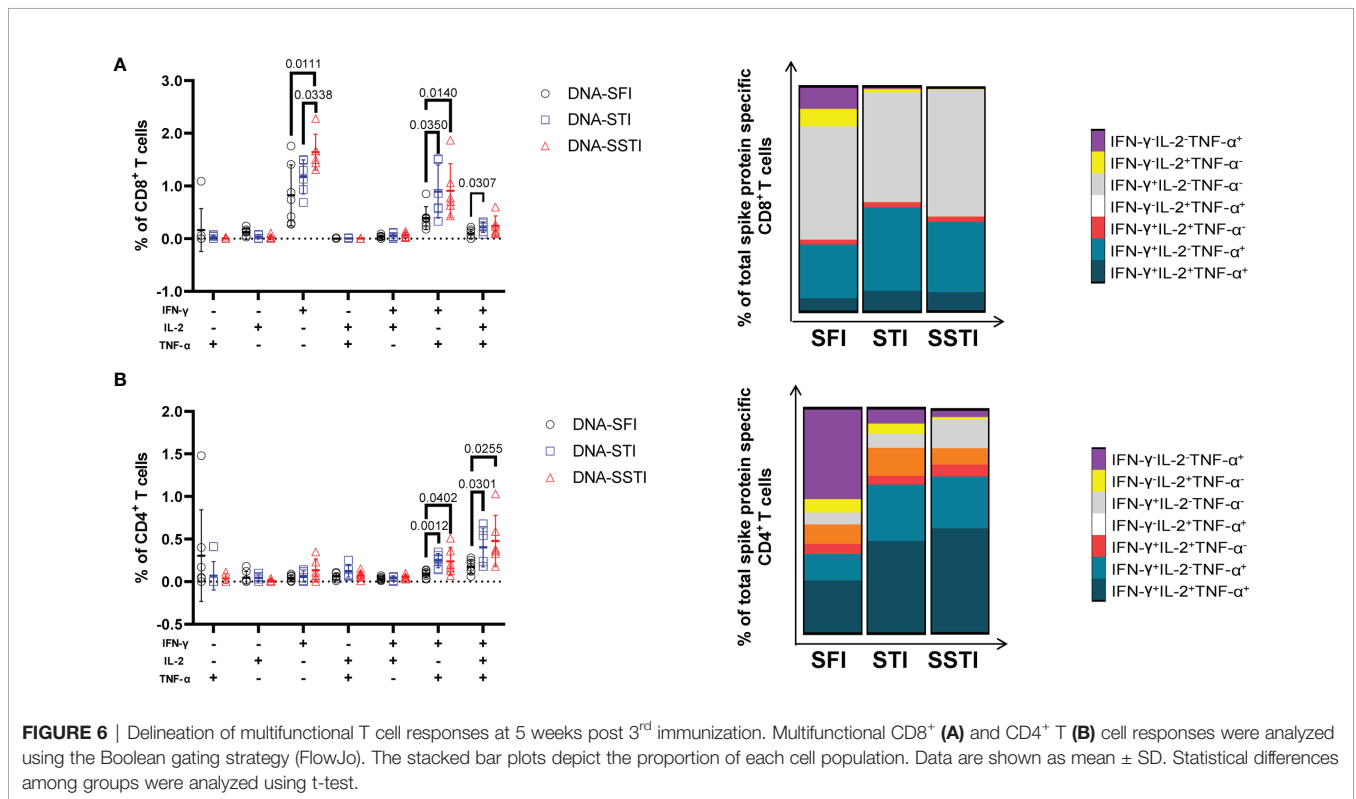 A
3.0
2.0
1.0
0.0
-1.0
% of CD8⁺ T cells
0.0111
0.0338
0.0140
0.0350
0.0307
DNA-SFI
DNA-STI
DNA-SSTI
IFN-γ - - + - + + +
IL-2 - + - + + - +
TNF-α + - - + - + +
% of total spike protein specific
CD8⁺T cells
SFI STI SSTI
IFN-γ⁻IL-2⁻TNF-α⁺
IFN-γ⁻IL-2⁺TNF-α⁻
IFN-γ⁺IL-2⁻TNF-α⁻
IFN-γ⁻IL-2⁺TNF-α⁺
IFN-γ⁺IL-2⁺TNF-α⁻
IFN-γ⁺IL-2⁻TNF-α⁺
IFN-γ⁺IL-2⁺TNF-α⁺
B
2.0
1.5
1.0
0.5
0.0
-0.5
% of CD4⁺ T cells
0.0255
0.0301
0.0402
0.0012
DNA-SFI
DNA-STI
DNA-SSTI
IFN-γ - - + - + + +
IL-2 - + - + + - +
TNF-α + - - + - + +
% of total spike protein specific
CD4⁺T cells
SFI STI SSTI
IFN-γ⁻IL-2⁻TNF-α⁺
IFN-γ⁻IL-2⁺TNF-α⁻
IFN-γ⁺IL-2⁻TNF-α⁻
IFN-γ⁻IL-2⁺TNF-α⁺
IFN-γ⁺IL-2⁺TNF-α⁻
IFN-γ⁺IL-2⁻TNF-α⁺
IFN-γ⁺IL-2⁺TNF-α⁺
FIGURE 6 | Delineation of multifunctional T cell responses at 5 weeks post 3ʳᵈ immunization. Multifunctional CD8⁺ (A) and CD4⁺ T (B) cell responses were analyzed
using the Boolean gating strategy (FlowJo). The stacked bar plots depict the proportion of each cell population. Data are shown as mean ± SD. Statistical differences
among groups were analyzed using t-test.